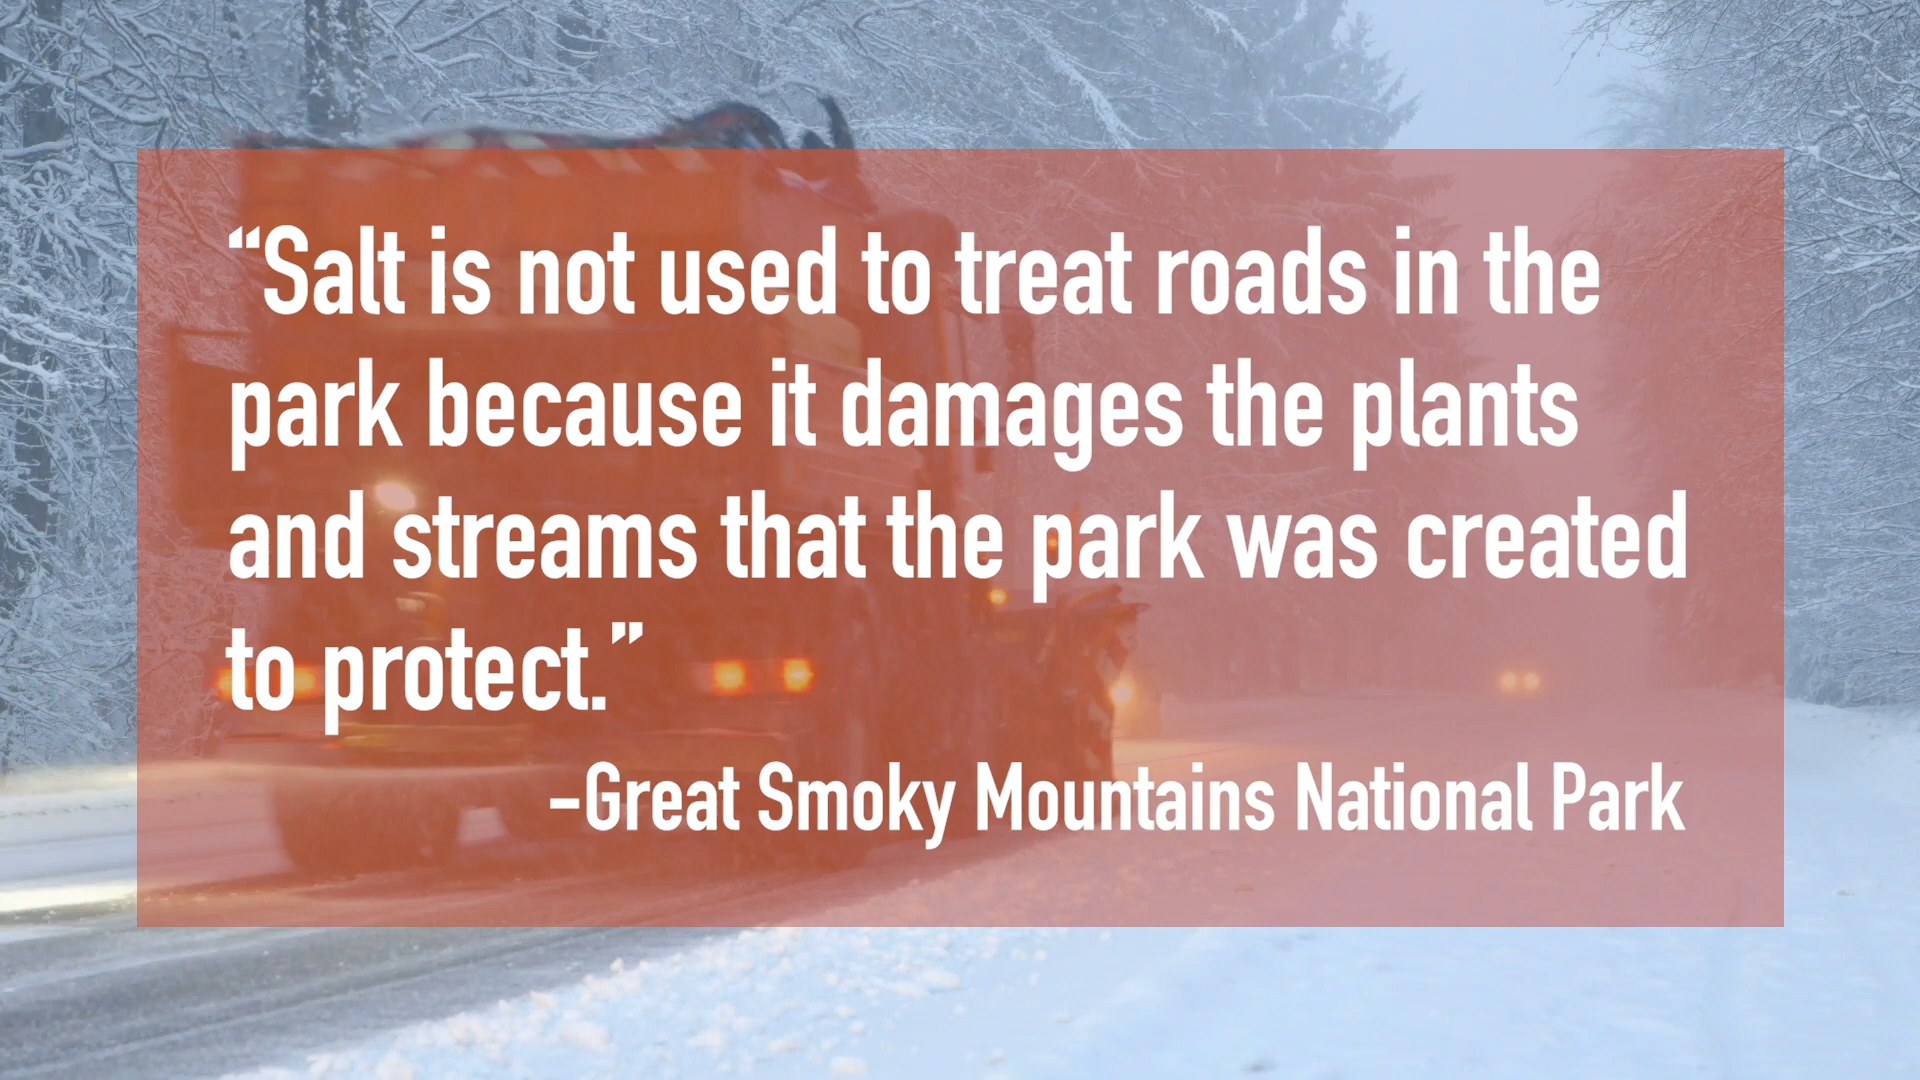 “Salt is not used to treat roads in the
park because it damages the plants
and streams that the park was created
to protect.”
–Great Smoky Mountains National Park